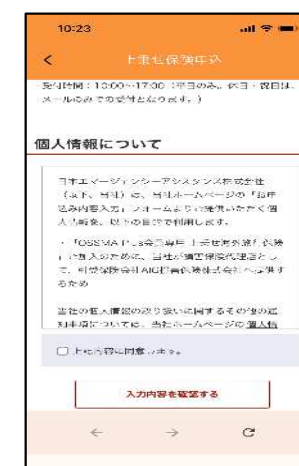 10:23
上乗せ保険申込
受付時間：10:00〜17:00（平日のみ。休日・祝日は、
メールのみでの受付となります。）
個人情報について
日本エマージェンシーアシスタンス株式会社
（以下、当社）は、当社ホームページの「お申
込み内容入力」フォームよりご提供いただく個
人情報を、以下の目的で利用します。
・「OSSMA Plus会員専用 上乗せ海外旅行保険
」ご加入のために、当社が損害保険代理店とし
て、引受保険会社AIG損害保険株式会社へ提供す
るため
当社の個人情報の取り扱いに関するその他の通
知事項については、当社ホームページの 個人情
上記内容に同意します。
入力内容を確認する